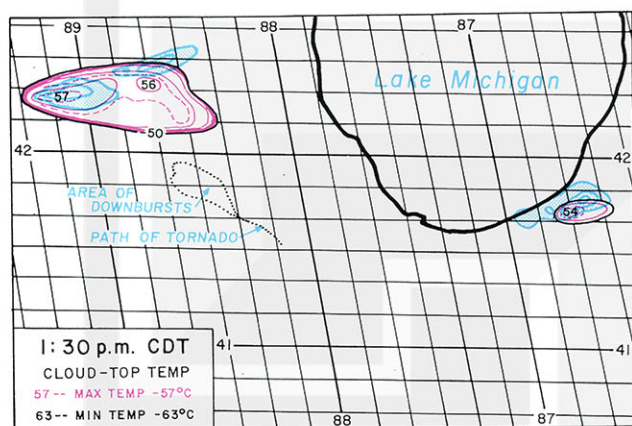 89
88
87
Lake Michigan
56
57
50
42
42
AREA OF
DOWNBURSTS
PATH OF TORNADO
54
41
41
1:30 p.m. CDT
CLOUD-TOP TEMP
57-- MAX TEMP -57°C
63-- MIN TEMP -63°C
88
87